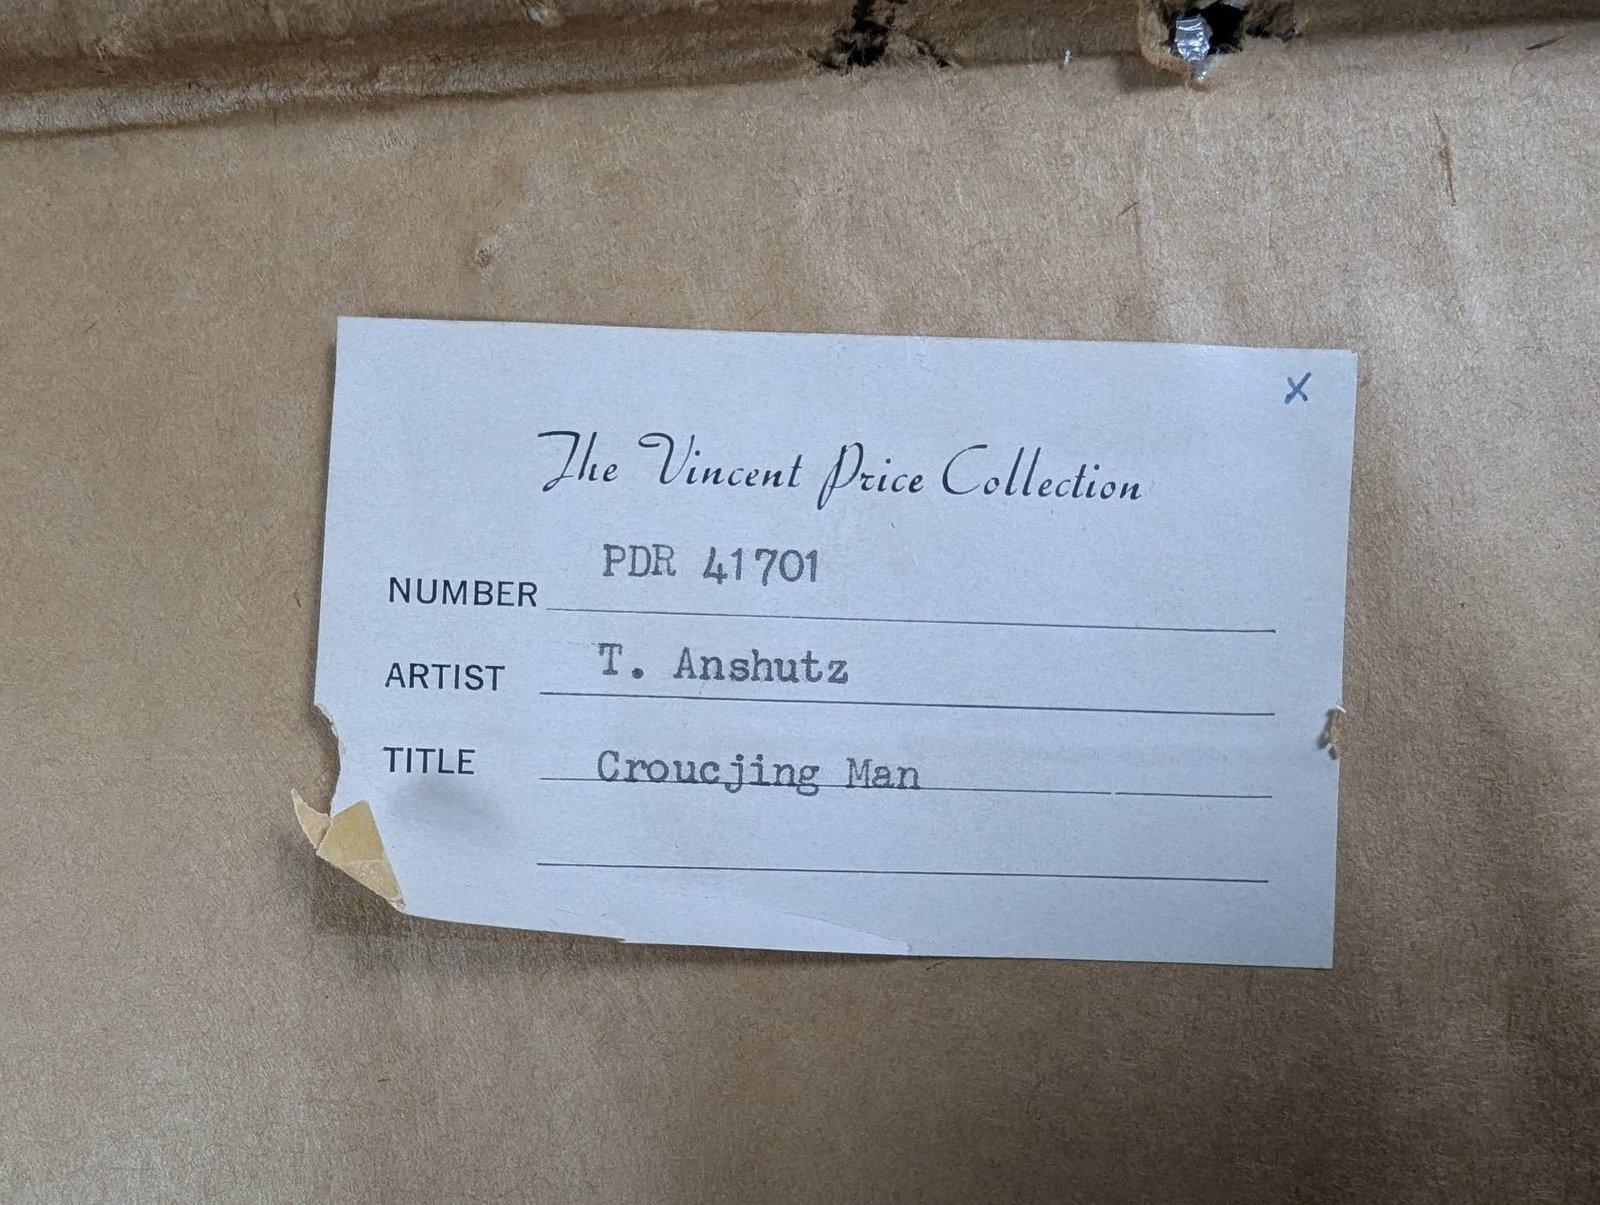 x
The Vincent Price Collection
NUMBER PDR 41701
ARTIST T. Anshutz
TITLE Croucjing Man